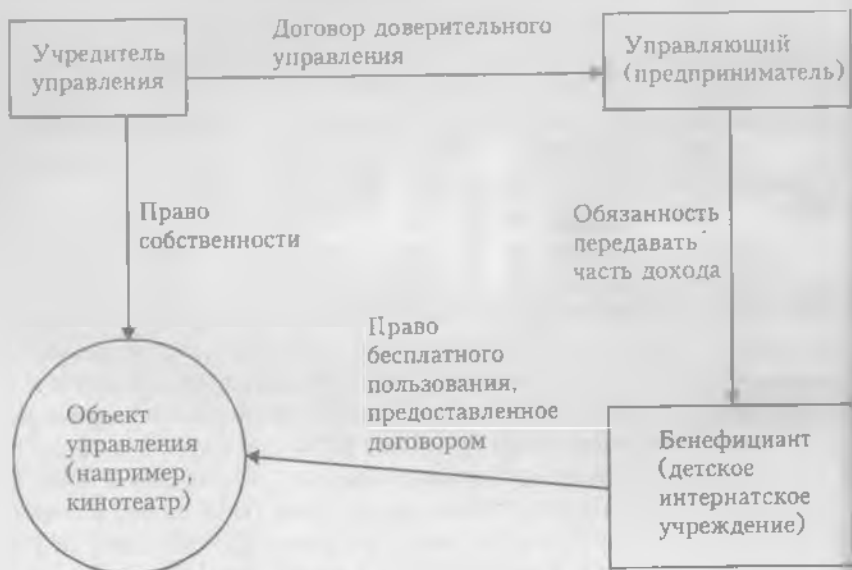 Учредитель
управления
Договор доверительного
управления
Управляющий
(предприниматель)
Право
собственности
Обязанность
передавать
часть дохода
Право
бесплатного
пользования,
предоставленное
договором
Объект
управления
(например,
кинотеатр)
Бенефициант
(детское
интернатское
учреждение)